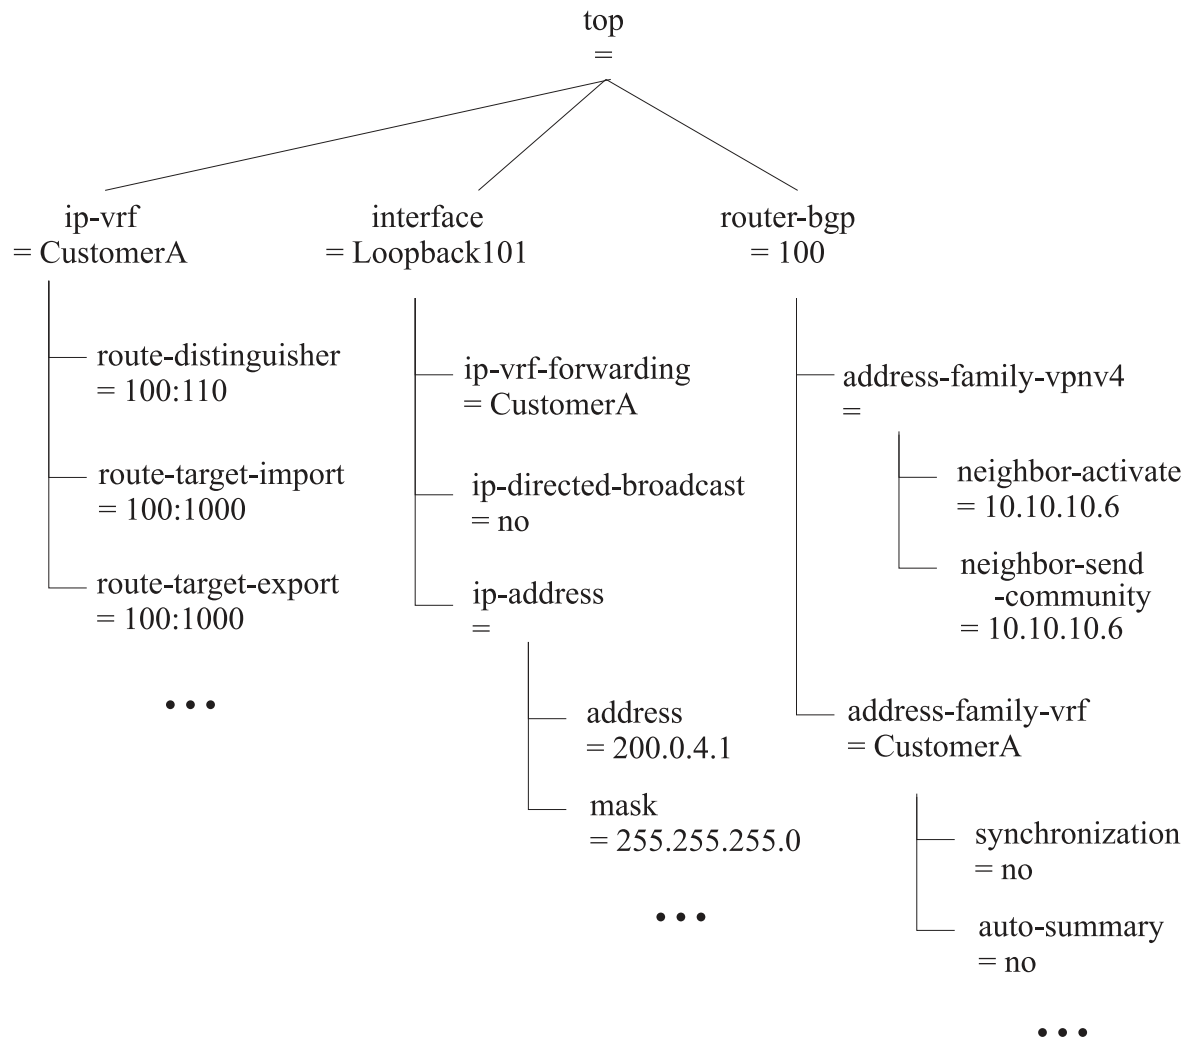 top
=
ip-vrf
= CustomerA
route-distinguisher
= 100:110
route-target-import
= 100:1000
route-target-export
= 100:1000
•••
interface
= Loopback101
ip-vrf-forwarding
= CustomerA
ip-directed-broadcast
= no
ip-address
=
address
= 200.0.4.1
mask
= 255.255.255.0
•••
router-bgp
= 100
address-family-vpnv4
=
neighbor-activate
= 10.10.10.6
neighbor-send
-community
= 10.10.10.6
address-family-vrf
= CustomerA
synchronization
= no
auto-summary
= no
•••